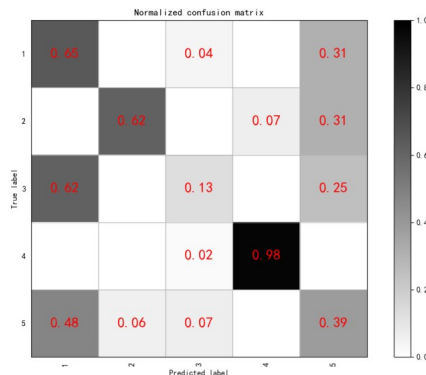 Normalized confusion matrix
1.0
1 0.65 0.04 0.31
0.8
2 0.62 0.07 0.31
0.6
True label
3 0.62 0.13 0.25
0.4
4 0.02 0.98
0.2
5 0.48 0.06 0.07 0.39
0.0
1 2 3 4 5
Predicted label